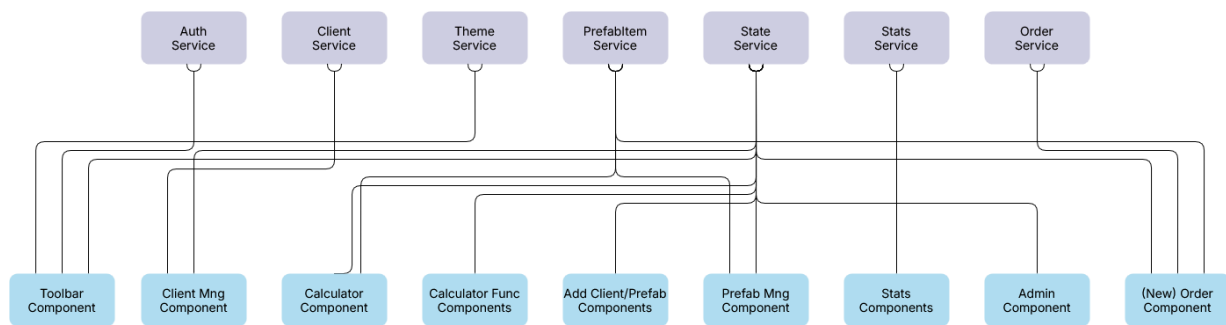 Auth
Service
Client
Service
Theme
Service
PrefabItem
Service
State
Service
Stats
Service
Order
Service
Toolbar
Component
Client Mng
Component
Calculator
Component
Calculator Func
Components
Add Client/Prefab
Components
Prefab Mng
Component
Stats
Components
Admin
Component
(New) Order
Component